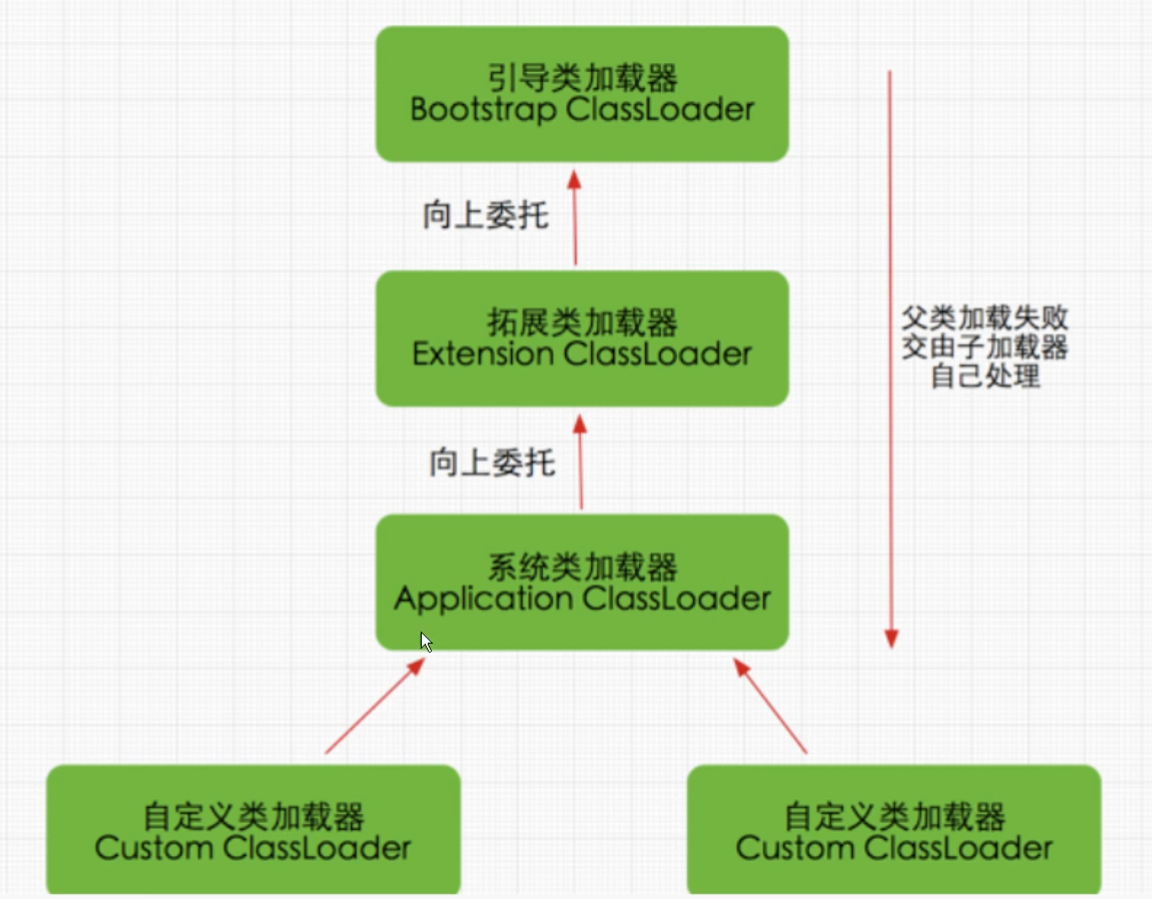 引导类加载器
Bootstrap ClassLoader
向上委托
拓展类加载器
Extension ClassLoader
父类加载失败
交由子加载器
自己处理
向上委托
系统类加载器
Application ClassLoader
自定义类加载器
Custom ClassLoader
自定义类加载器
Custom ClassLoader